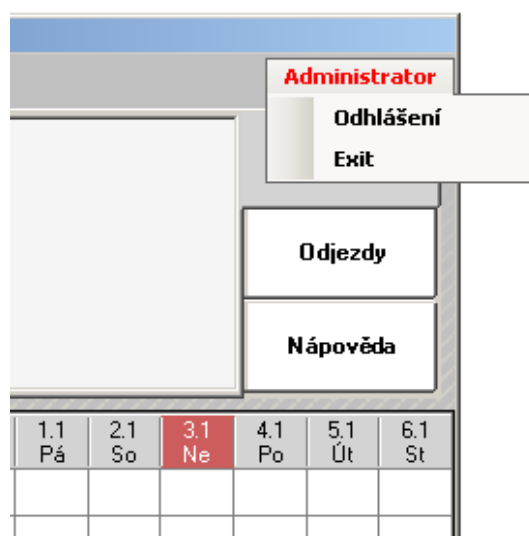 Administrator
Odhlášení
Exit
Odjezdy
Nápověda
1.1 2.1 3.1 4.1 5.1 6.1
Pá So Ne Po Út St